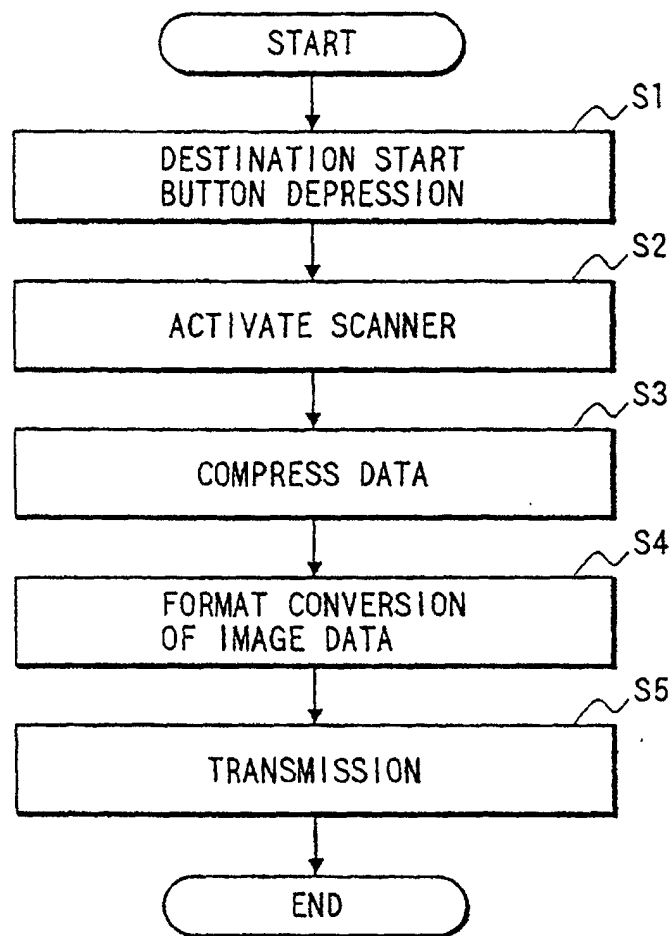 START
S1
DESTINATION START
BUTTON DEPRESSION
S2
ACTIVATE SCANNER
S3
COMPRESS DATA
S4
FORMAT CONVERSION
OF IMAGE DATA
S5
TRANSMISSION
END